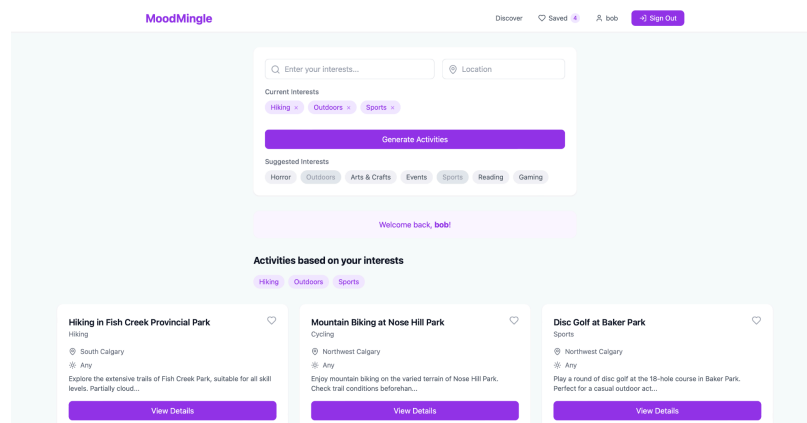 MoodMingle Discover Saved 4 bob Sign Out
Enter your interests... Location
Current Interests
Hiking × Outdoors × Sports ×
Generate Activities
Suggested Interests
Horror Outdoors Arts & Crafts Events Sports Reading Gaming
Welcome back, bob!
Activities based on your interests
Hiking Outdoors Sports
Hiking in Fish Creek Provincial Park
Hiking
South Calgary
Any
Explore the extensive trails of Fish Creek Park, suitable for all skill
levels. Partially cloud...
View Details
Mountain Biking at Nose Hill Park
Cycling
Northwest Calgary
Any
Enjoy mountain biking on the varied terrain of Nose Hill Park.
Check trail conditions beforehan...
View Details
Disc Golf at Baker Park
Sports
Northwest Calgary
Any
Play a round of disc golf at the 18-hole course in Baker Park.
Perfect for a casual outdoor act...
View Details